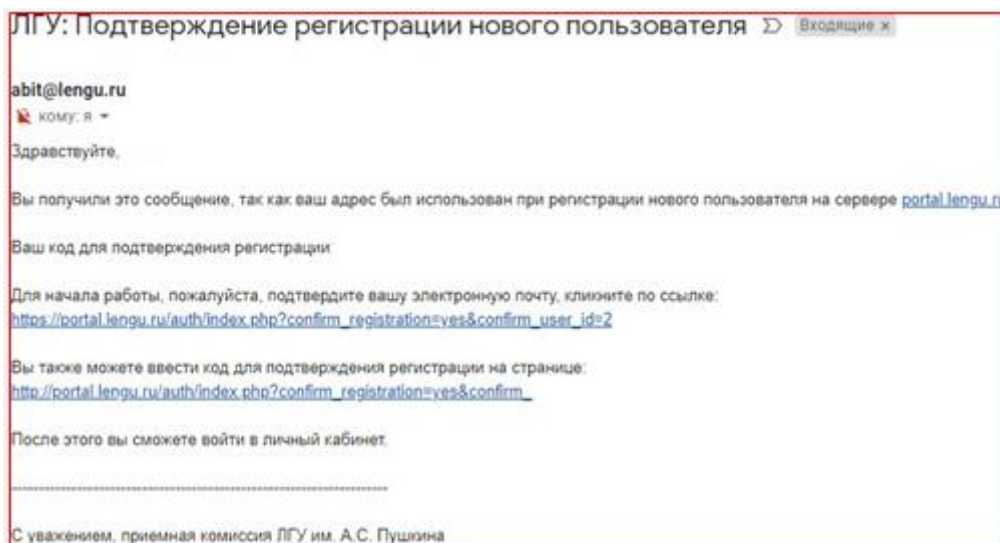 ЛГУ: Подтверждение регистрации нового пользователя Входящие ×
abit@lengu.ru
кому: я
Здравствуйте,
Вы получили это сообщение, так как ваш адрес был использован при регистрации нового пользователя на сервере portal.lengu.r
Ваш код для подтверждения регистрации
Для начала работы, пожалуйста, подтвердите вашу электронную почту, кликните по ссылке:
https://portal.lengu.ru/auth/index.php?confirm_registration=yes&confirm_user_id=2
Вы также можете ввести код для подтверждения регистрации на странице:
http://portal.lengu.ru/auth/index.php?confirm_registration=yes&confirm_
После этого вы сможете войти в личный кабинет.
С уважением, приемная комиссия ЛГУ им. А.С. Пушкина